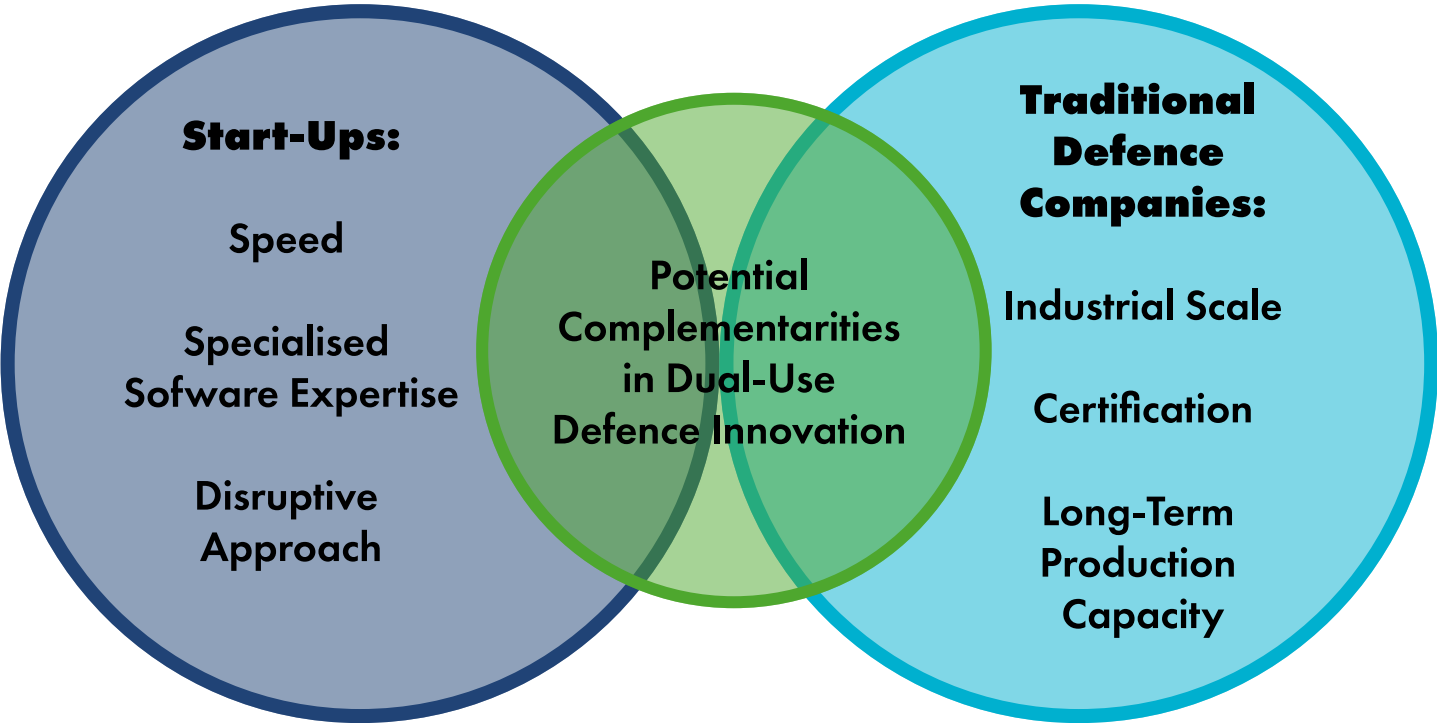 Start-Ups:
Speed
Specialised
Sofware Expertise
Disruptive
Approach
Potential
Complementarities
in Dual-Use
Defence Innovation
Traditional
Defence
Companies:
Industrial Scale
Certification
Long-Term
Production
Capacity